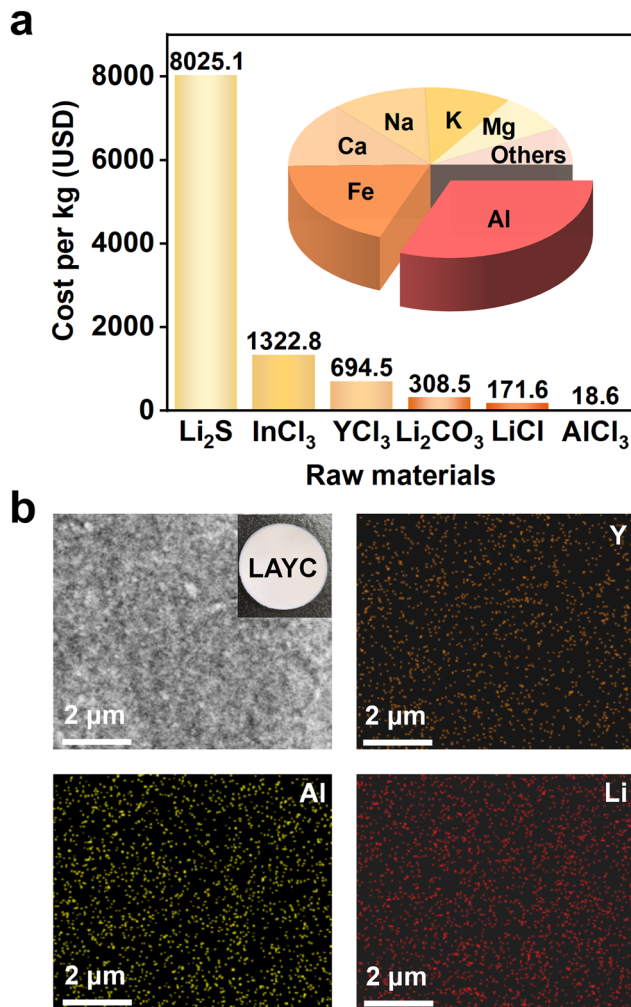 a
Cost per kg (USD)
8000
6000
4000
2000
0
8025.1
1322.8
694.5
308.5
171.6
18.6
Ca
Na
K
Mg
Others
Fe
Al
Li₂S
InCl₃
YCl₃
Li₂CO₃
LiCl
AlCl₃
Raw materials
b
LAYC
2 μm
Y
2 μm
Al
2 μm
Li
2 μm